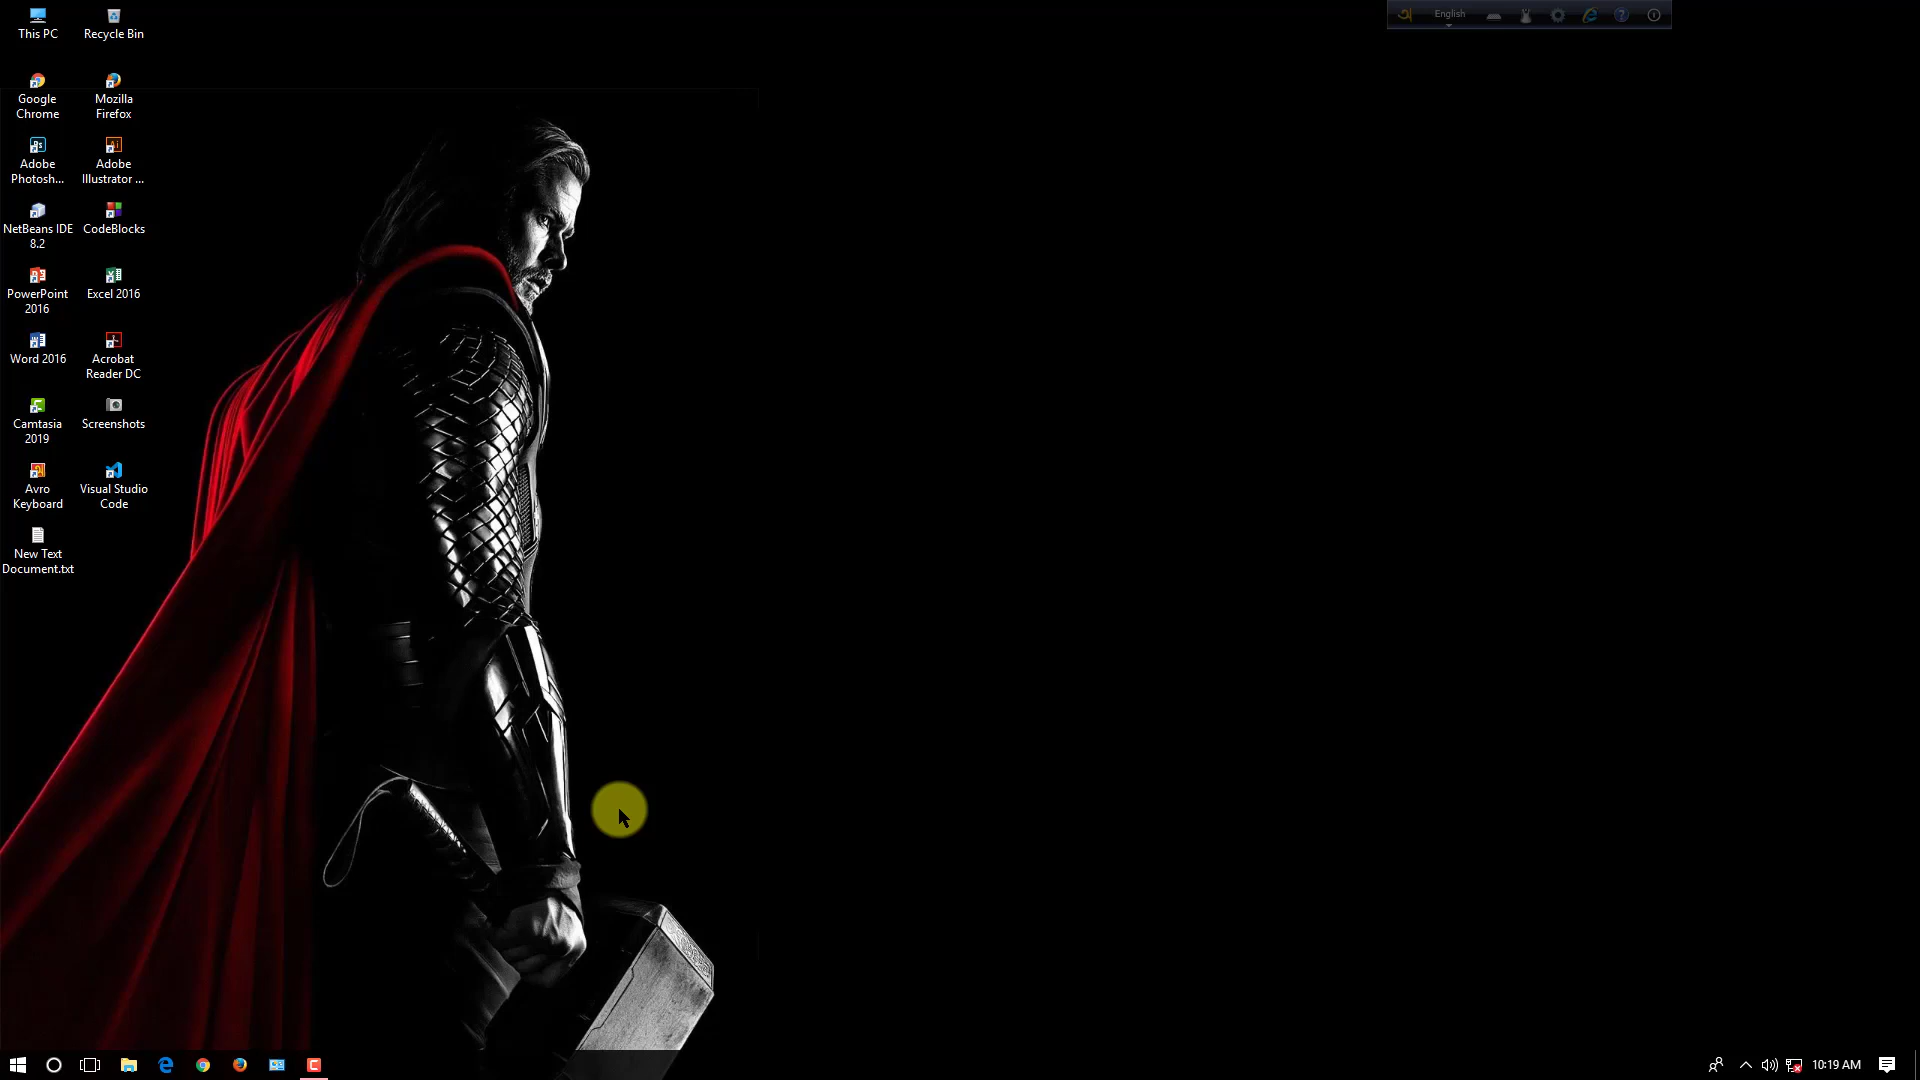 This PC
Recycle Bin
Google
Chrome
Mozilla
Firefox
Adobe
Photosh...
Adobe
Illustrator ...
NetBeans IDE
8.2
CodeBlocks
PowerPoint
2016
Excel 2016
Word 2016
Acrobat
Reader DC
Camtasia
2019
Screenshots
Avro
Keyboard
Visual Studio
Code
New Text
Document.txt
English
10:19 AM